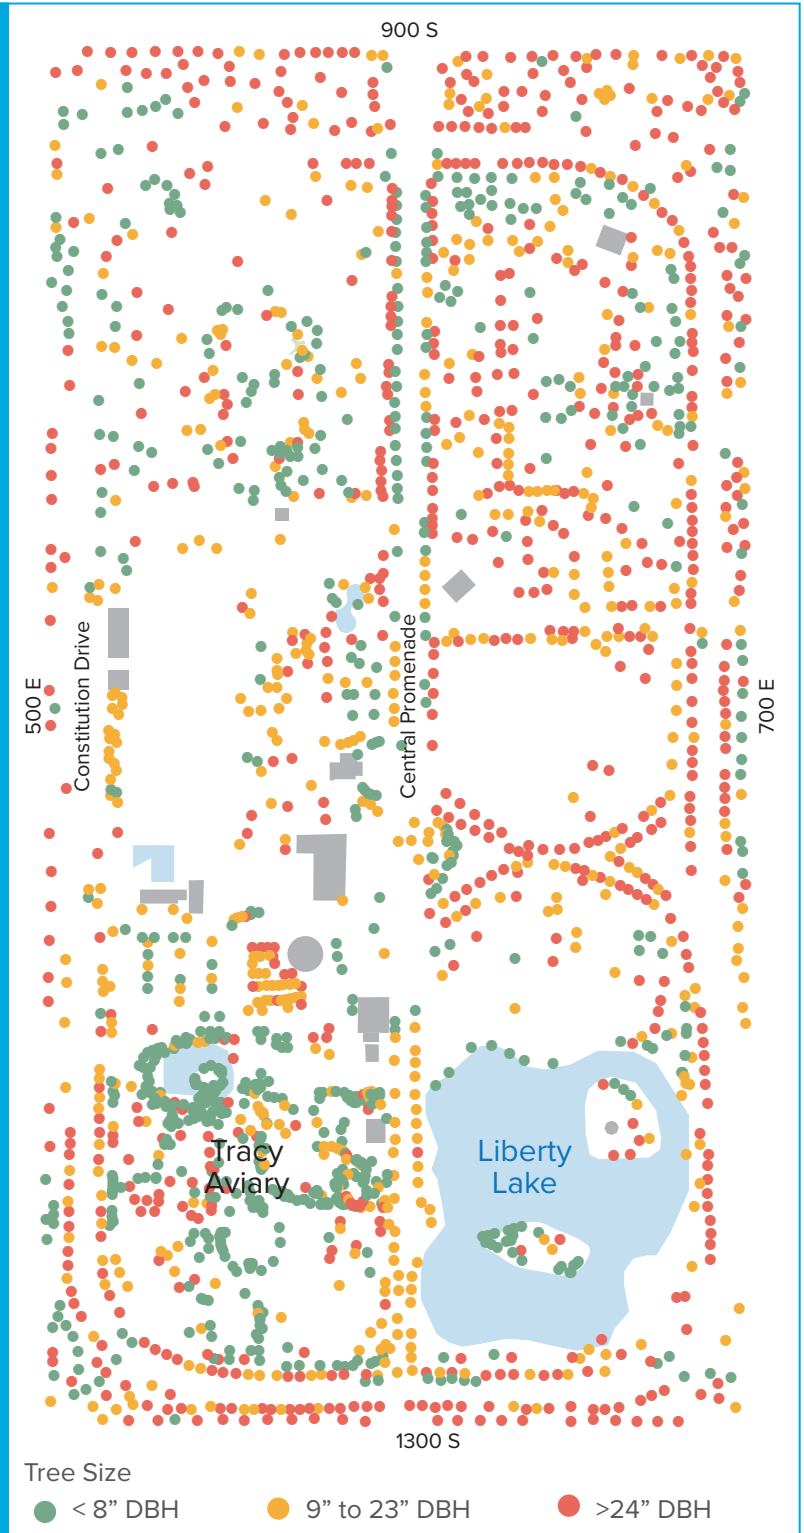 900 S
Constitution Drive
Central Promenade
500 E
700 E
Tracy
Aviary
Liberty
Lake
1300 S
Tree Size
< 8” DBH
9” to 23” DBH
>24” DBH